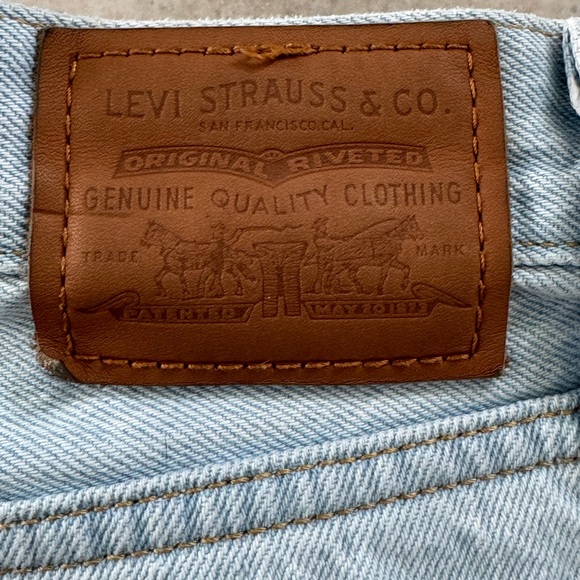 LEVI STRAUSS & CO.
SAN FRANCISCO, CAL.
ORIGINAL RIVETED
GENUINE QUALITY CLOTHING
TRADE MARK
PATENTED MAY 20 1873